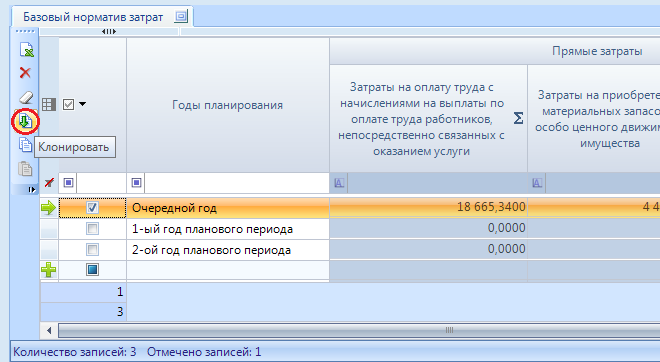 Базовый норматив затрат
Прямые затраты
Годы планирования
Затраты на оплату труда с
начислениями на выплаты по
оплате труда работников,
непосредственно связанных с
оказанием услуги
Σ
Затраты на приобрете
материальных запасо
особо ценного движим
имущества
Клонировать
Очередной год 18 665,3400 4 4
1-ый год планового периода 0,0000
2-ой год планового периода 0,0000
1
3
Количество записей: 3 Отмечено записей: 1